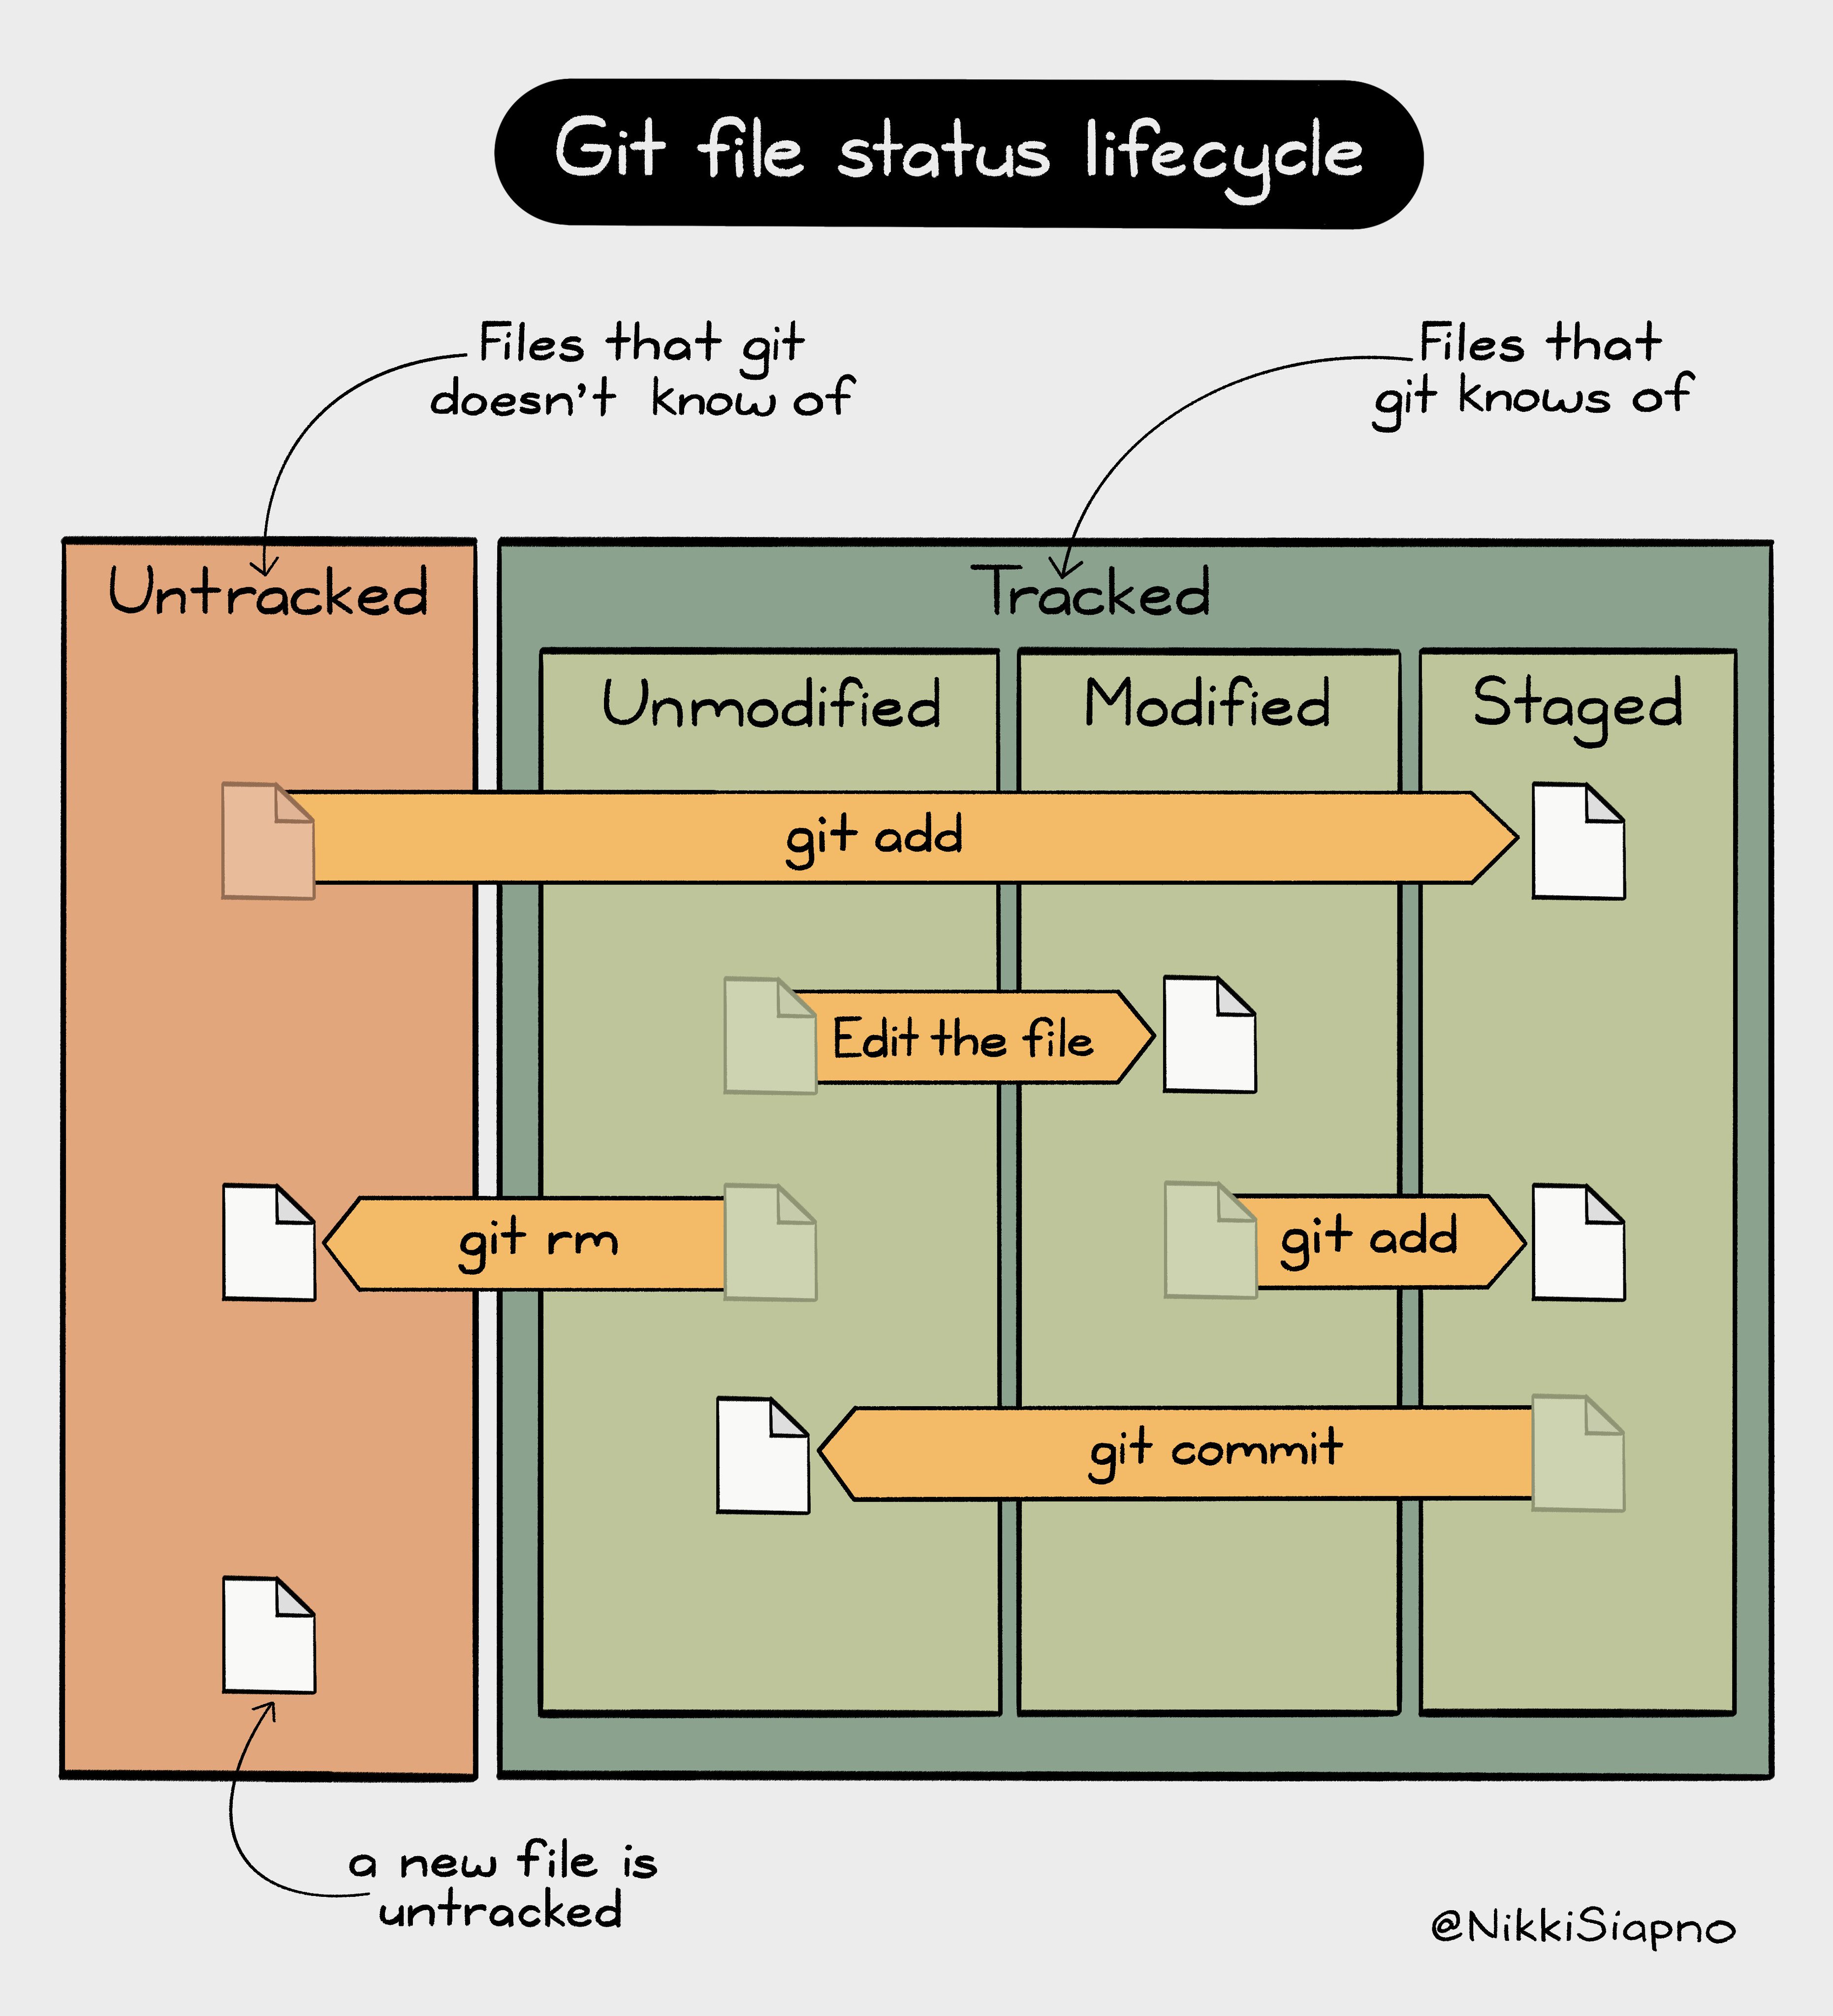 Git file status lifecycle
Files that git
doesn't know of
Files that
git knows of
Untracked
Tracked
Unmodified
Modified
Staged
git add
Edit the file
git rm
git add
git commit
a new file is
untracked
@NikkiSiapno